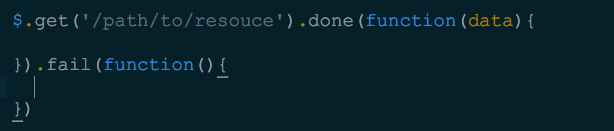 $.get('/path/to/resouce').done(function(data){
}).fail(function(){
})